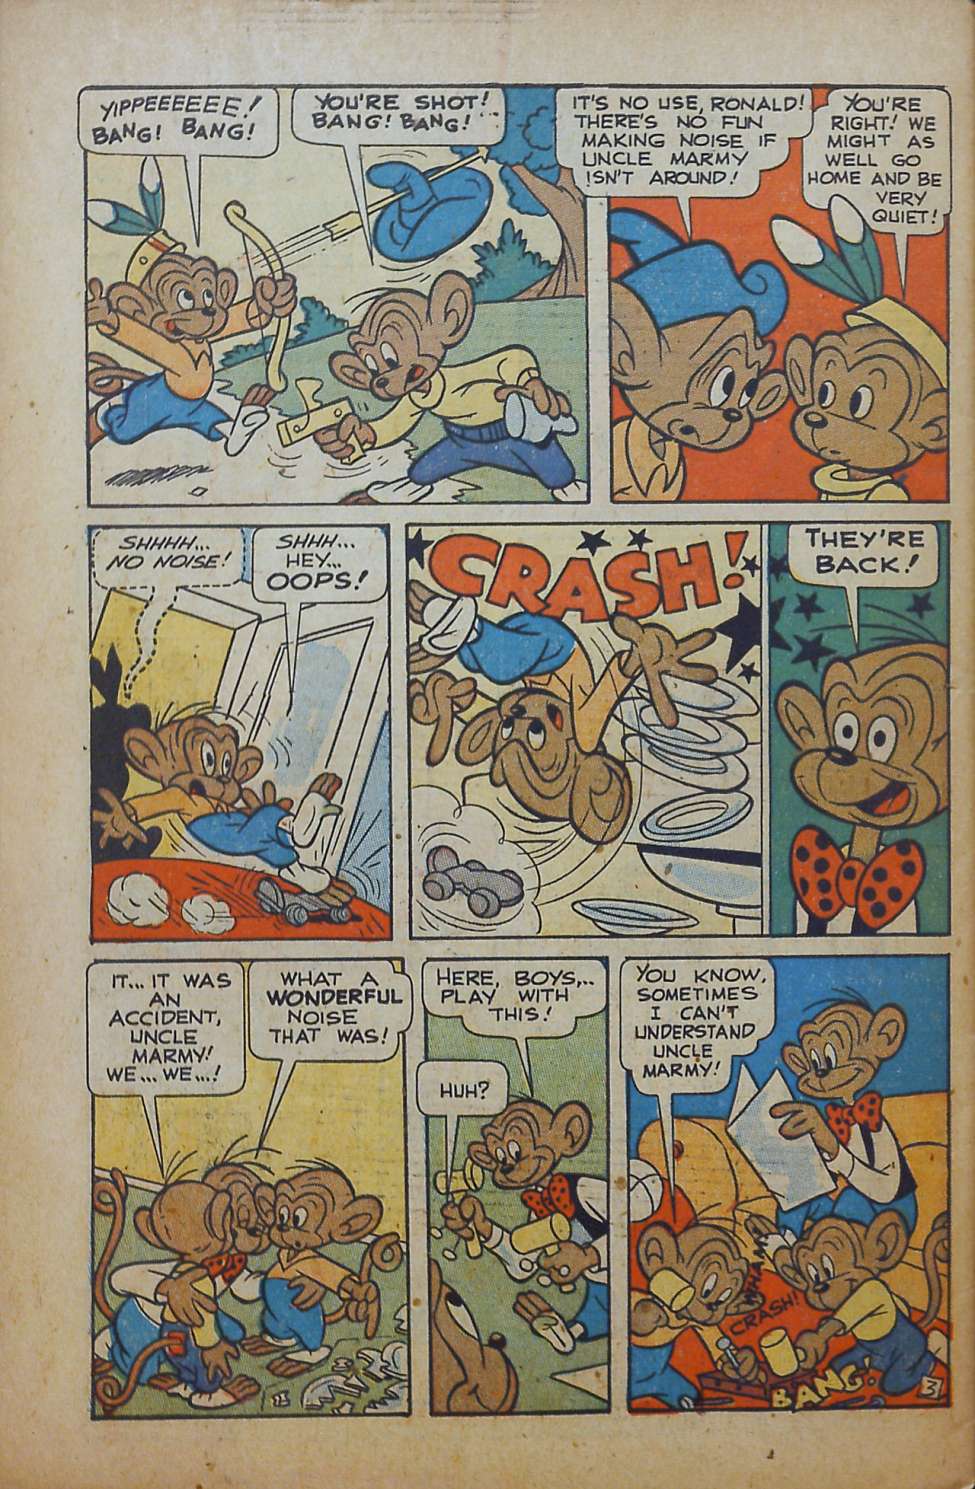 YIPPEEEEEE!
BANG! BANG!
YOU'RE SHOT!
BANG! BANG!
IT'S NO USE, RONALD!
THERE'S NO FUN
MAKING NOISE IF
UNCLE MARMY
ISN'T AROUND!
YOU'RE
RIGHT! WE
MIGHT AS
WELL GO
HOME AND BE
VERY
QUIET!
SHHHH...
NO NOISE!
SHHH...
HEY...
OOPS!
CRASH!
THEY'RE
BACK!
IT... IT WAS
AN
ACCIDENT,
UNCLE
MARMY!
WE... WE...!
WHAT A
WONDERFUL
NOISE
THAT WAS!
HERE, BOYS,..
PLAY WITH
THIS!
HUH?
YOU KNOW,
SOMETIMES
I CAN'T
UNDERSTAND
UNCLE
MARMY!
WHAM!
CRASH!
BANG!
3